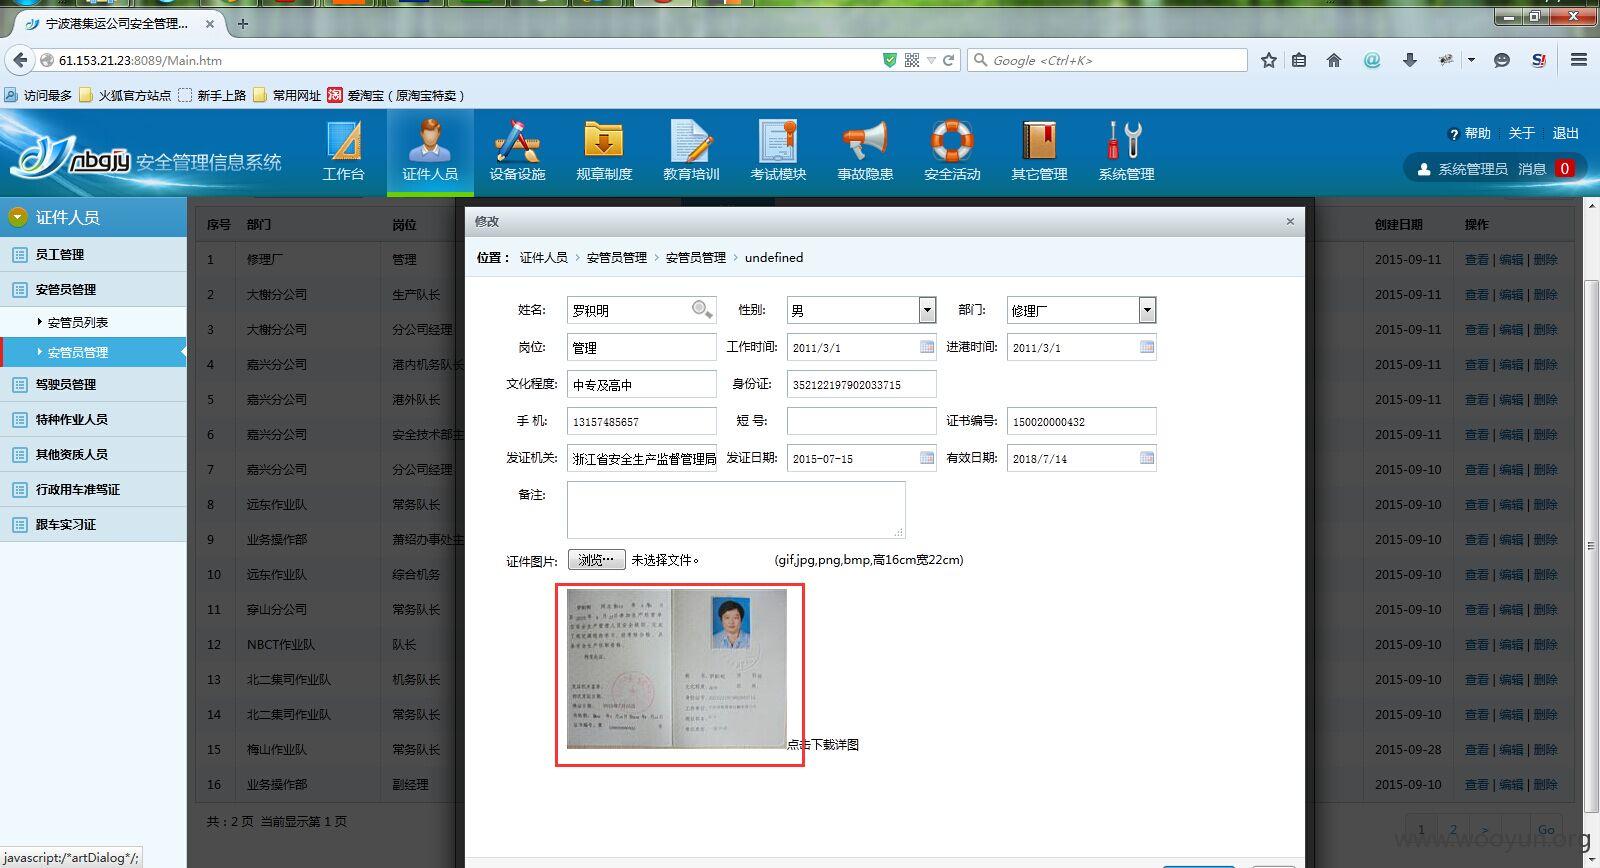 宁波港集运公司安全管理...
61.153.21.23:8089/Main.htm
Google <Ctrl+K>
访问最多 火狐官方站点 新手上路 常用网址 爱淘宝（原淘宝特卖）
nbgjy 安全管理信息系统
工作台 证件人员 设备设施 规章制度 教育培训 考试模块 事故隐患 安全活动 其它管理 系统管理
帮助 关于 退出
系统管理员 消息 0
证件人员
员工管理
安管员管理
安管员列表
安管员管理
驾驶员管理
特种作业人员
其他资质人员
行政用车准驾证
跟车实习证
序号 部门 岗位 创建日期 操作
1 修理厂 管理 2015-09-11 查看 | 编辑 | 删除
2 大榭分公司 生产队长 2015-09-11 查看 | 编辑 | 删除
3 大榭分公司 分公司经理 2015-09-11 查看 | 编辑 | 删除
4 嘉兴分公司 港内机务队长 2015-09-11 查看 | 编辑 | 删除
5 嘉兴分公司 港外队长 2015-09-11 查看 | 编辑 | 删除
6 嘉兴分公司 安全技术部主 2015-09-11 查看 | 编辑 | 删除
7 嘉兴分公司 分公司经理 2015-09-10 查看 | 编辑 | 删除
8 远东作业队 常务队长 2015-09-10 查看 | 编辑 | 删除
9 业务操作部 萧绍办事处主 2015-09-10 查看 | 编辑 | 删除
10 远东作业队 综合机务 2015-09-10 查看 | 编辑 | 删除
11 穿山分公司 常务队长 2015-09-10 查看 | 编辑 | 删除
12 NBCT作业队 队长 2015-09-10 查看 | 编辑 | 删除
13 北二集司作业队 机务队长 2015-09-10 查看 | 编辑 | 删除
14 北二集司作业队 常务队长 2015-09-10 查看 | 编辑 | 删除
15 梅山作业队 常务队长 2015-09-28 查看 | 编辑 | 删除
16 业务操作部 副经理 2015-09-10 查看 | 编辑 | 删除
共：2 页 当前显示第 1 页
1 2 > Go
修改 ×
位置： 证件人员 › 安管员管理 › 安管员管理 › undefined
姓名: 罗积明 性别: 男 部门: 修理厂
岗位: 管理 工作时间: 2011/3/1 进港时间: 2011/3/1
文化程度: 中专及高中 身份证: 352122197902033715
手 机: 13157485657 短 号: 证书编号: 150020000432
发证机关: 浙江省安全生产监督管理局 发证日期: 2015-07-15 有效日期: 2018/7/14
备注:
证件图片: 浏览… 未选择文件。 (gif,jpg,png,bmp,高16cm宽22cm)
点击下载详图
javascript:/*artDialog*/;
www.wooyun.org